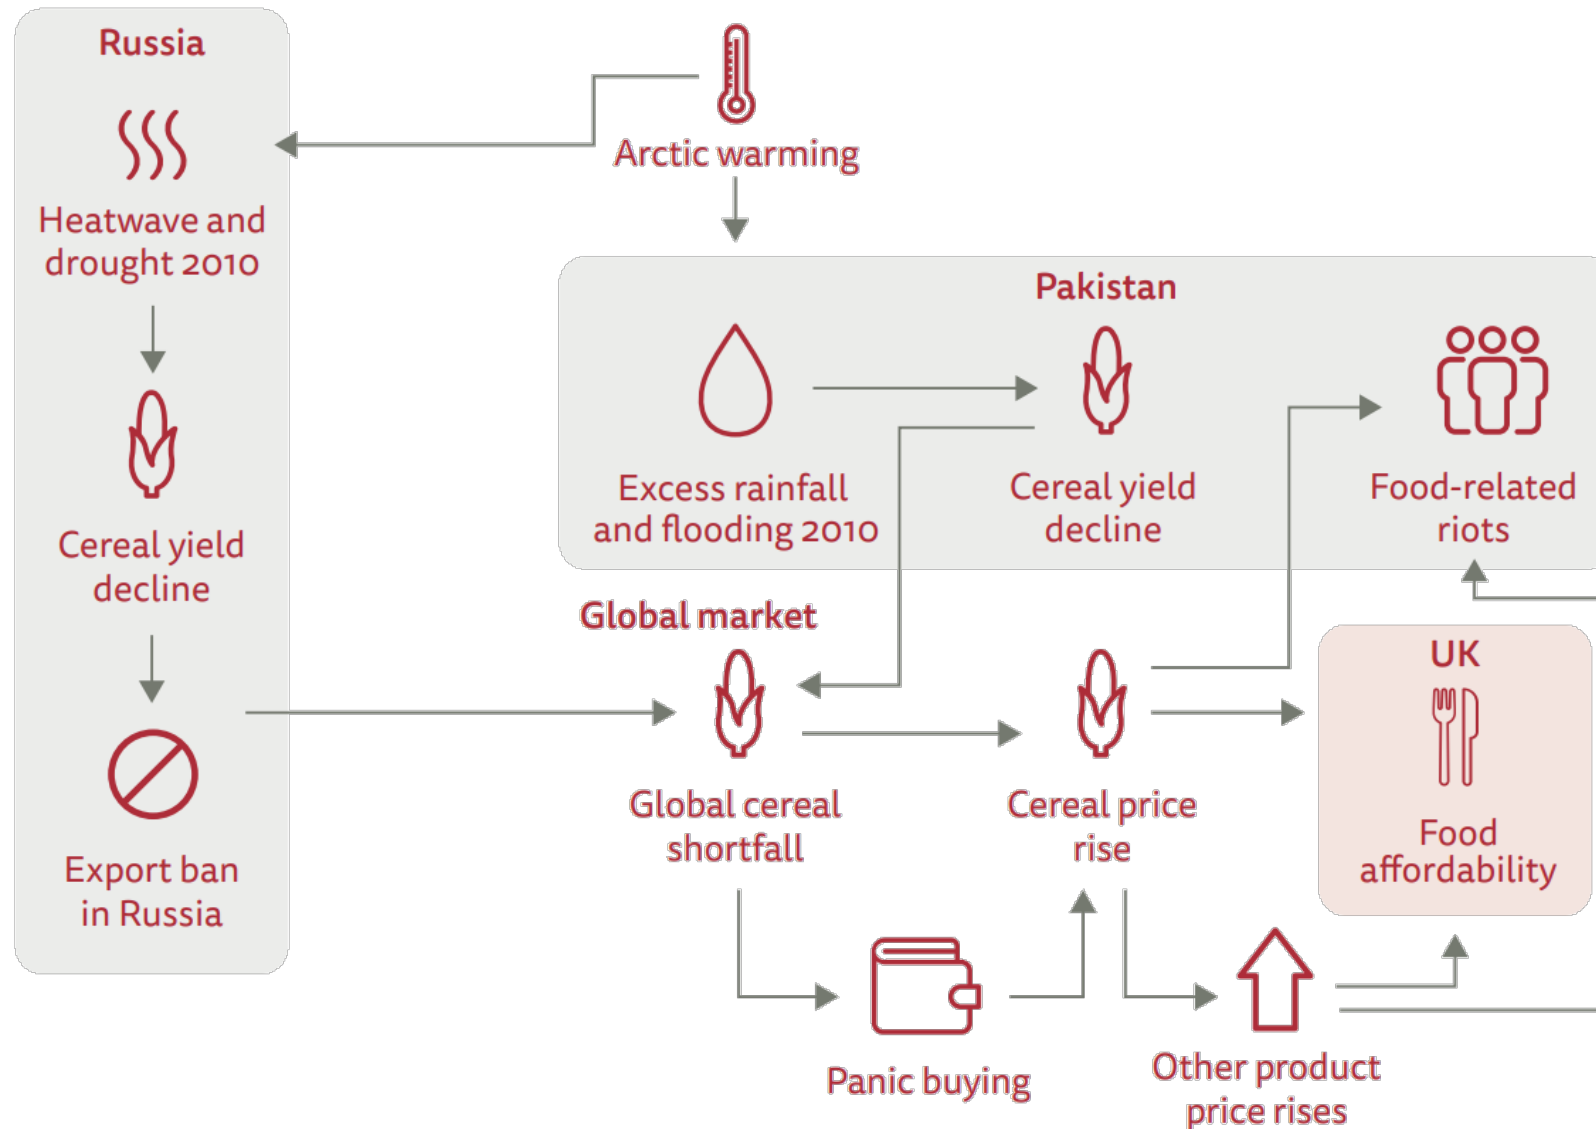 Russia
Heatwave and
drought 2010
Cereal yield
decline
Export ban
in Russia
Arctic warming
Pakistan
Excess rainfall
and flooding 2010
Cereal yield
decline
Food-related
riots
Global market
Global cereal
shortfall
Cereal price
rise
UK
Food
affordability
Panic buying
Other product
price rises